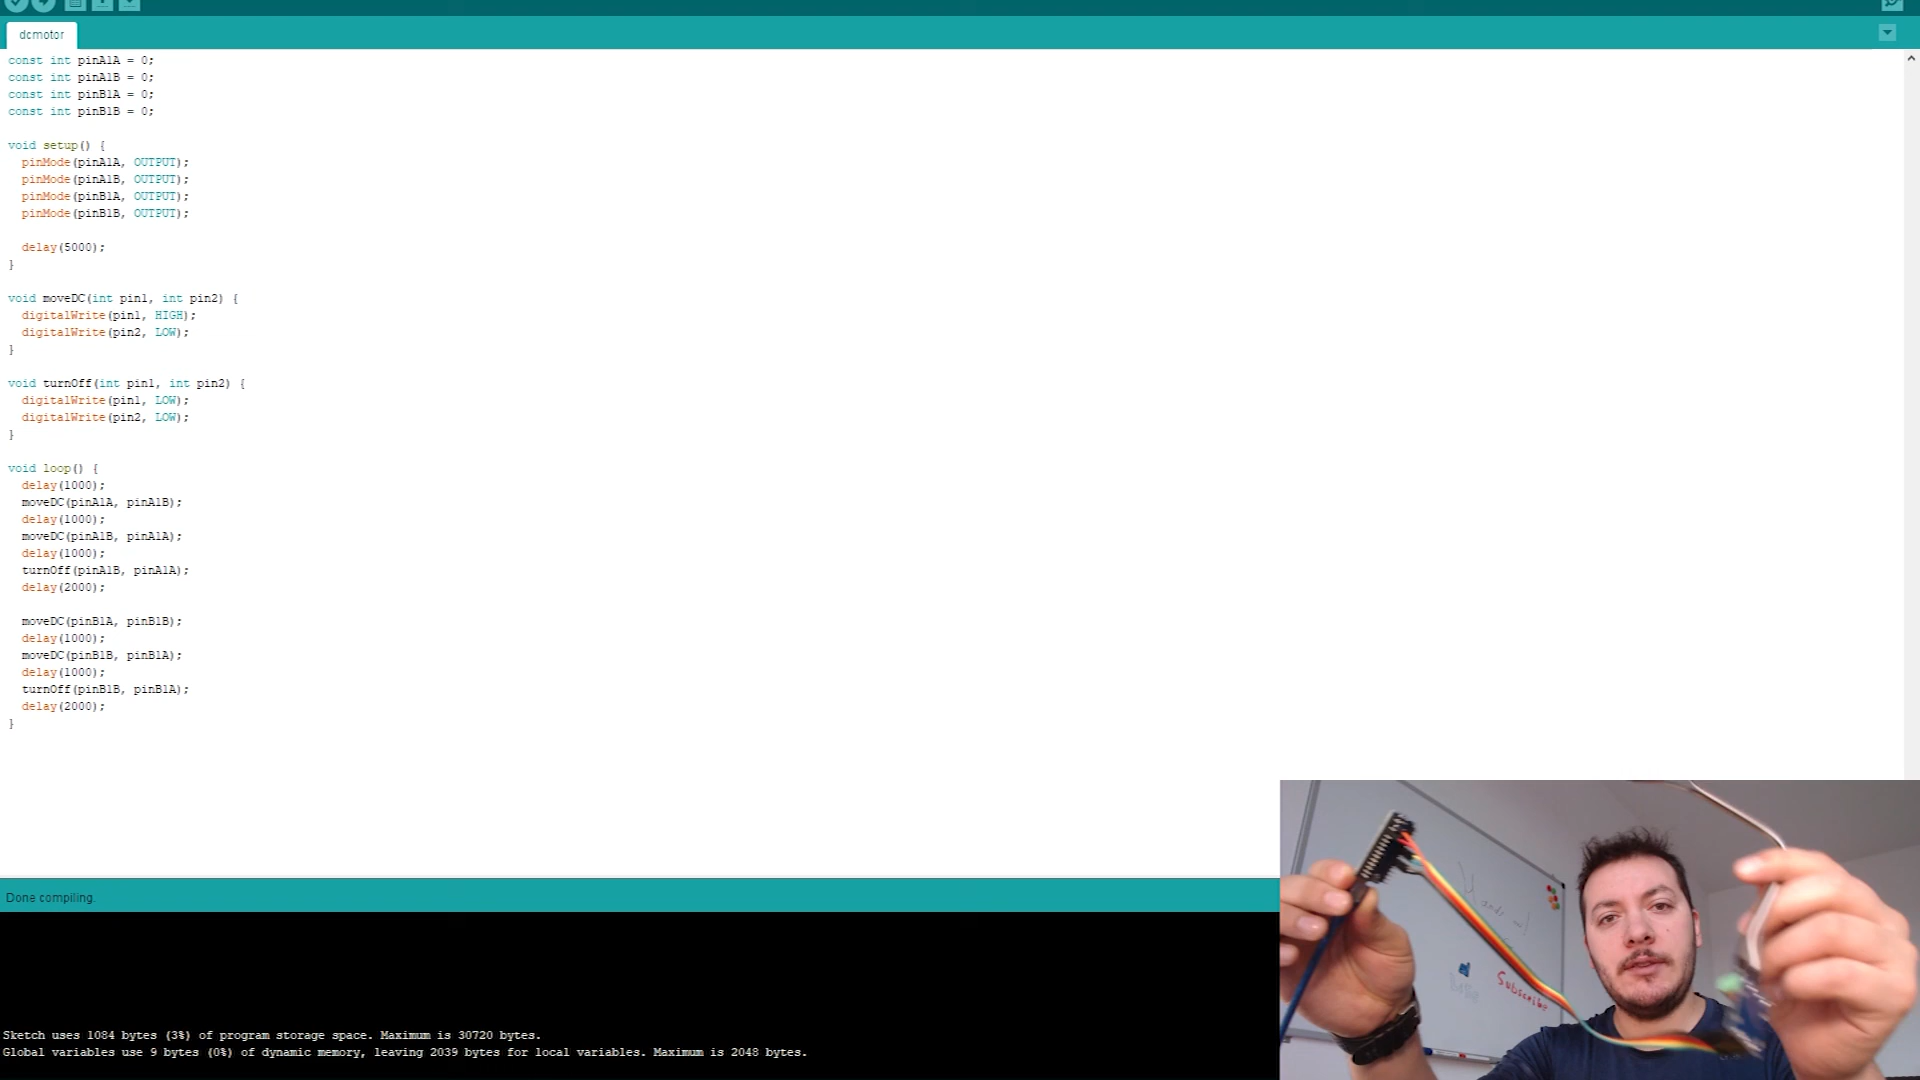 dcmotor
const int pinA1A = 0;
const int pinA1B = 0;
const int pinB1A = 0;
const int pinB1B = 0;
void setup() {
pinMode(pinA1A, OUTPUT);
pinMode(pinA1B, OUTPUT);
pinMode(pinB1A, OUTPUT);
pinMode(pinB1B, OUTPUT);
delay(5000);
}
void moveDC(int pin1, int pin2) {
digitalWrite(pin1, HIGH);
digitalWrite(pin2, LOW);
}
void turnOff(int pin1, int pin2) {
digitalWrite(pin1, LOW);
digitalWrite(pin2, LOW);
}
void loop() {
delay(1000);
moveDC(pinA1A, pinA1B);
delay(1000);
moveDC(pinA1B, pinA1A);
delay(1000);
turnOff(pinA1B, pinA1A);
delay(2000);
moveDC(pinB1A, pinB1B);
delay(1000);
moveDC(pinB1B, pinB1A);
delay(1000);
turnOff(pinB1B, pinB1A);
delay(2000);
}
Done compiling.
Sketch uses 1084 bytes (3%) of program storage space. Maximum is 30720 bytes.
Global variables use 9 bytes (0%) of dynamic memory, leaving 2039 bytes for local variables. Maximum is 2048 bytes.
Subscribe